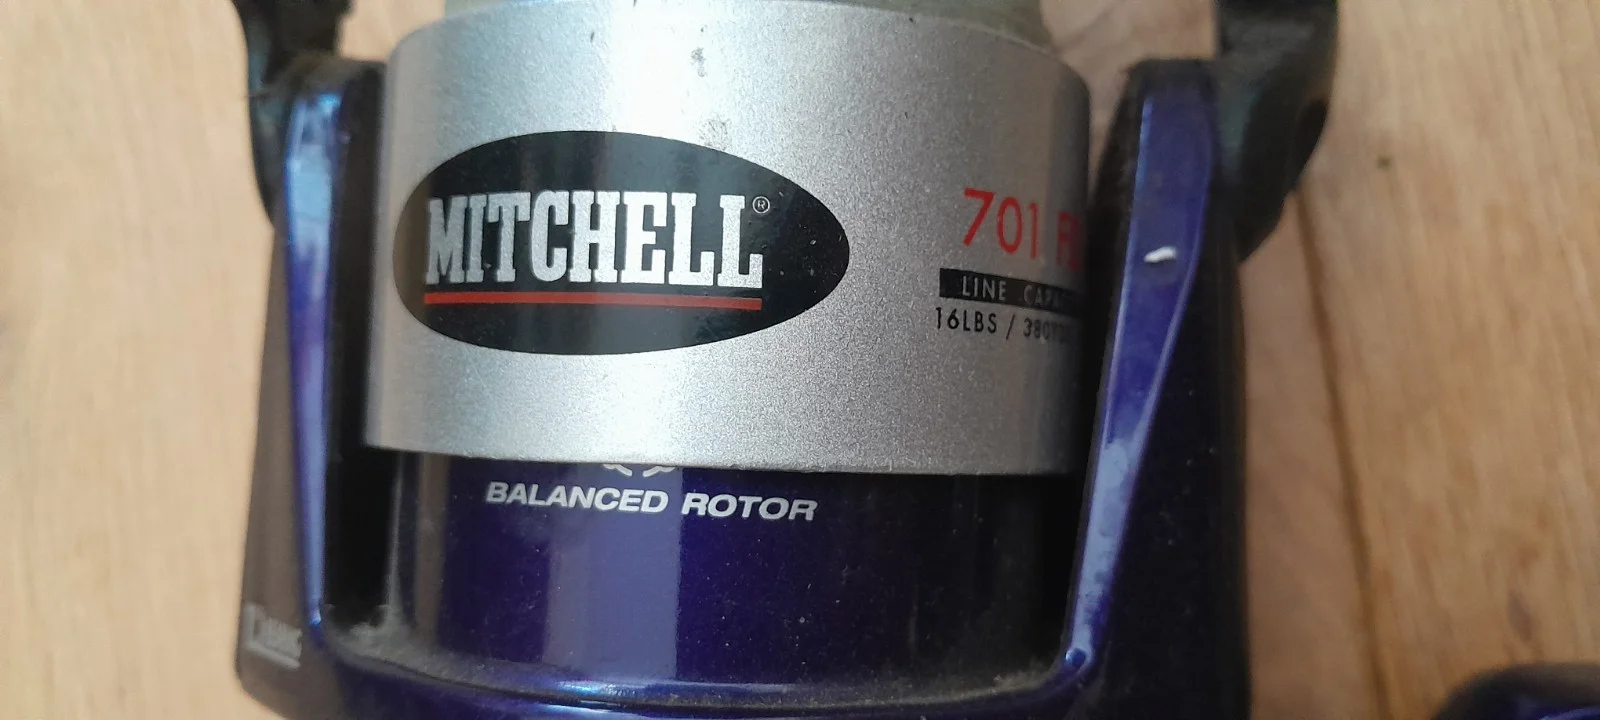 MITCHELL®
701
LINE
16LBS /
BALANCED ROTOR